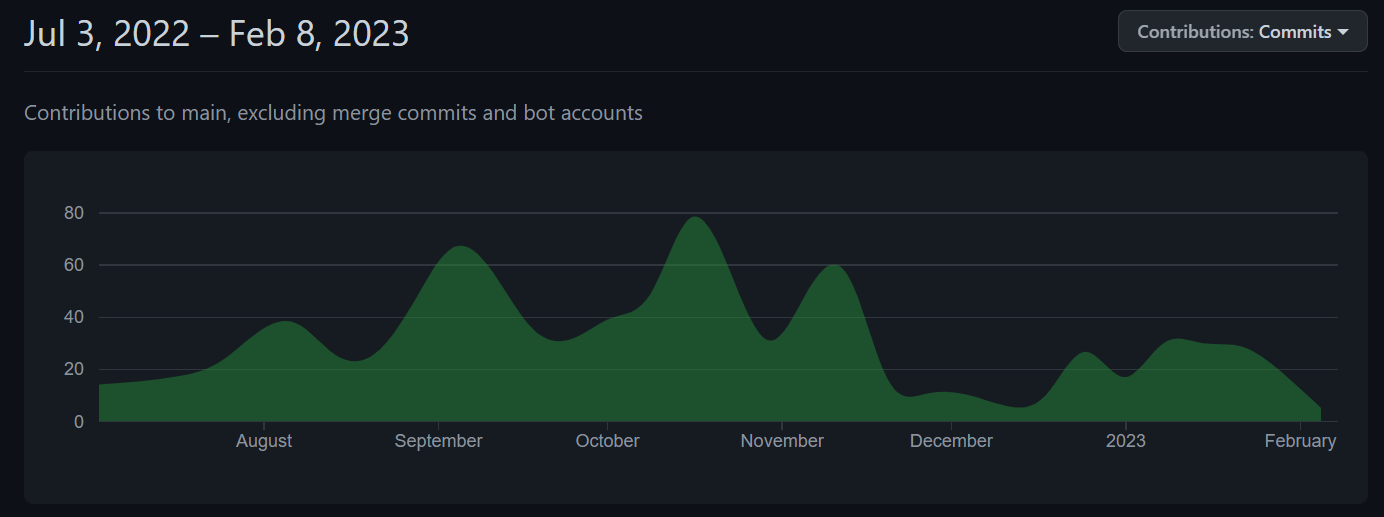 Jul 3, 2022 – Feb 8, 2023
Contributions: Commits
Contributions to main, excluding merge commits and bot accounts
80
60
40
20
0
August September October November December 2023 February